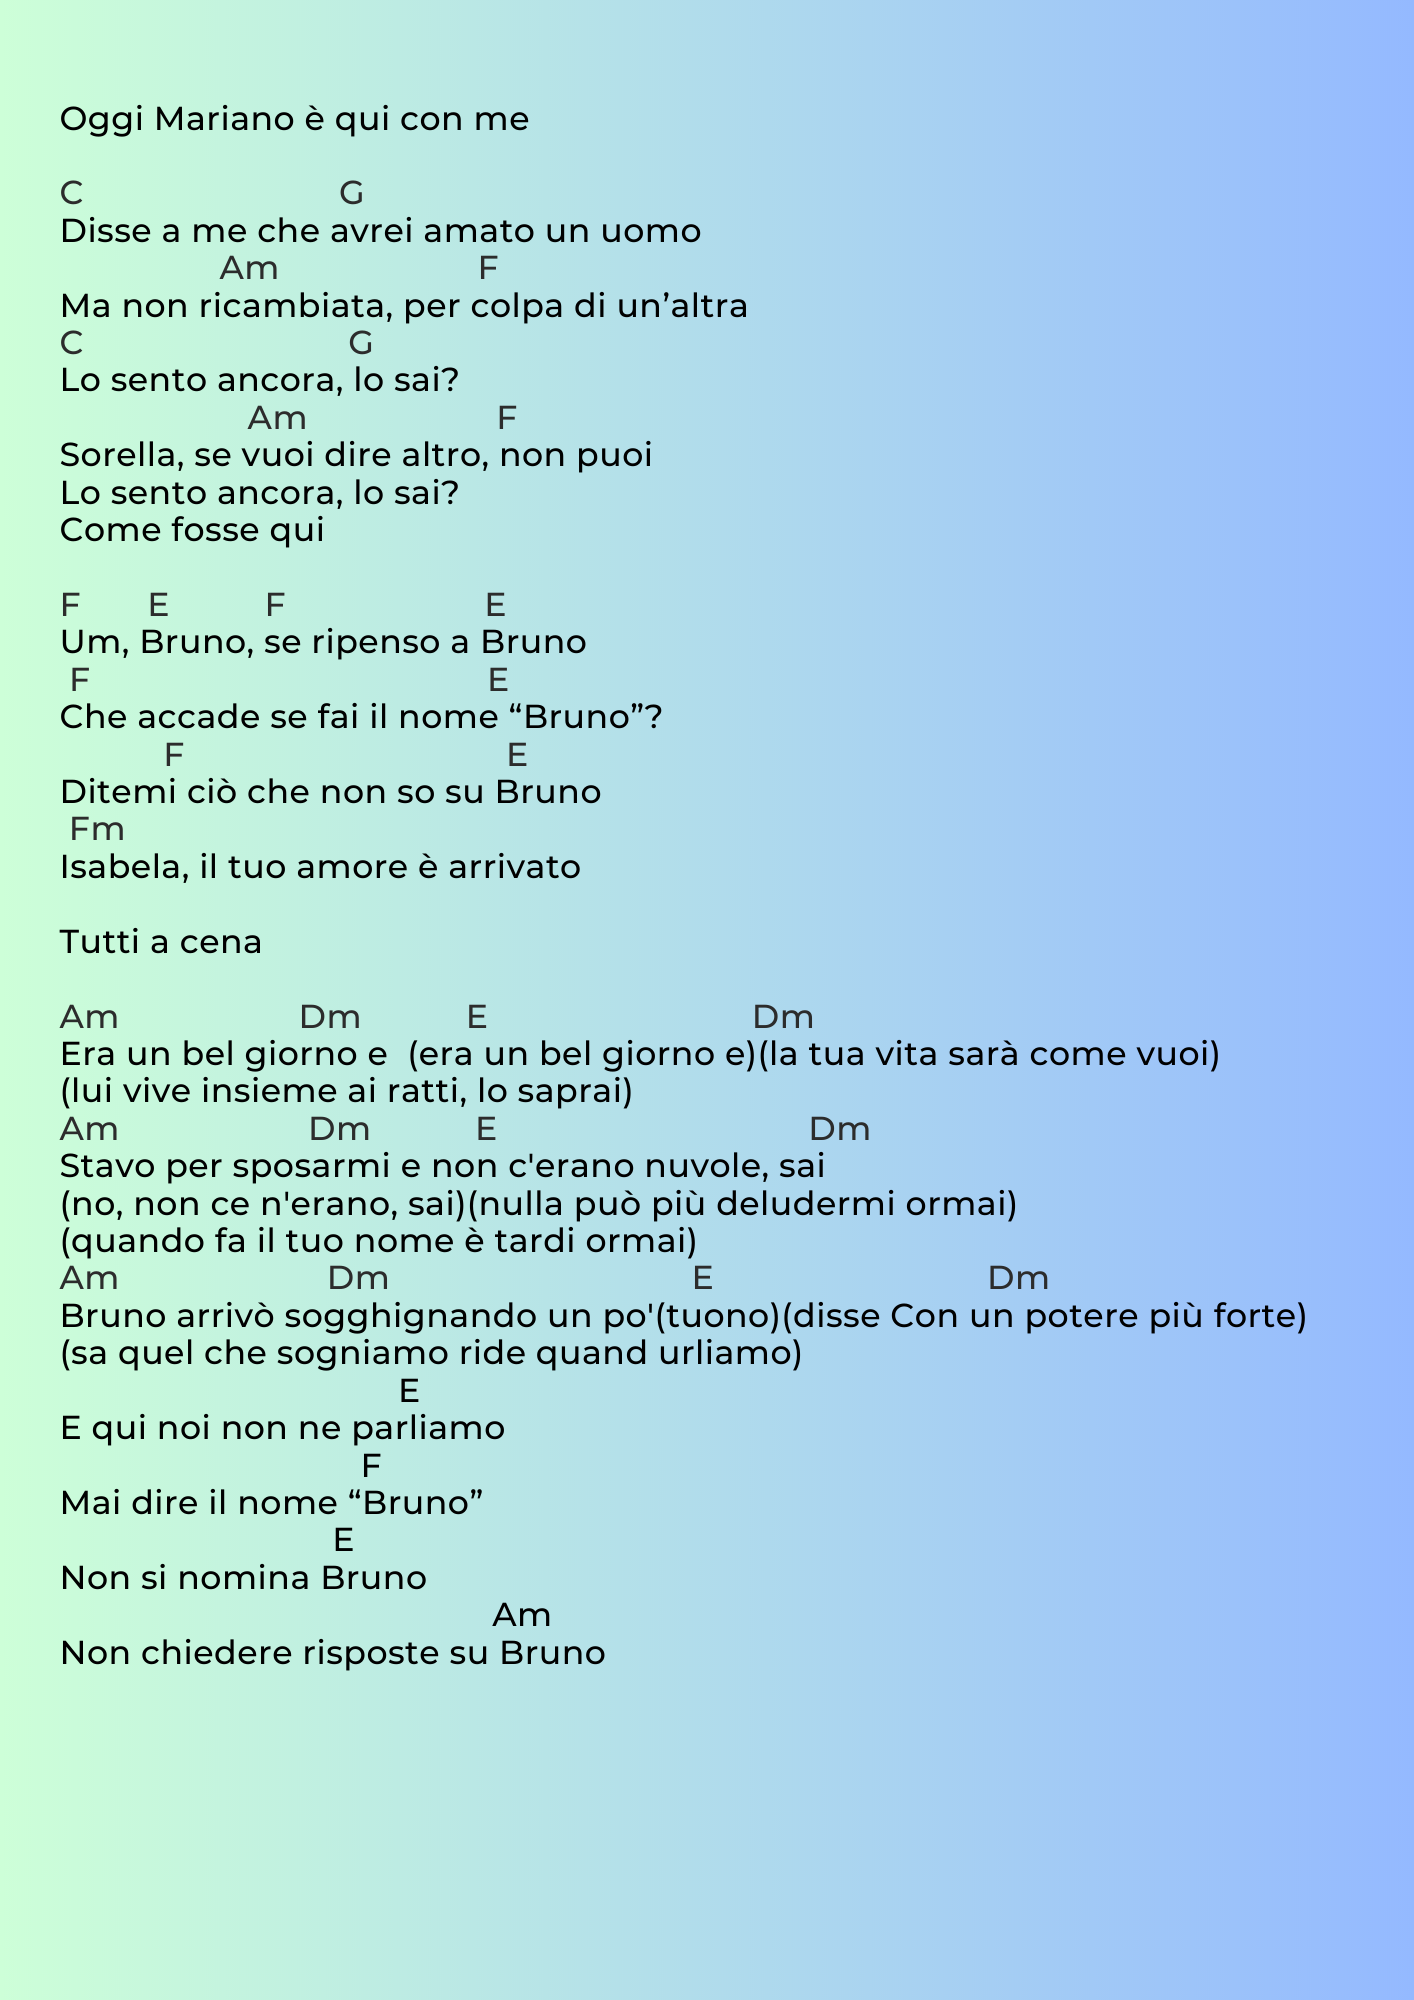 Oggi Mariano è qui con me
C G
Disse a me che avrei amato un uomo
Am F
Ma non ricambiata, per colpa di un’altra
C G
Lo sento ancora, lo sai?
Am F
Sorella, se vuoi dire altro, non puoi
Lo sento ancora, lo sai?
Come fosse qui
F E F E
Um, Bruno, se ripenso a Bruno
F E
Che accade se fai il nome “Bruno”?
F E
Ditemi ciò che non so su Bruno
Fm
Isabela, il tuo amore è arrivato
Tutti a cena
Am Dm E Dm
Era un bel giorno e (era un bel giorno e)(la tua vita sarà come vuoi)
(lui vive insieme ai ratti, lo saprai)
Am Dm E Dm
Stavo per sposarmi e non c'erano nuvole, sai
(no, non ce n'erano, sai)(nulla può più deludermi ormai)
(quando fa il tuo nome è tardi ormai)
Am Dm E Dm
Bruno arrivò sogghignando un po'(tuono)(disse Con un potere più forte)
(sa quel che sogniamo ride quand urliamo)
E
E qui noi non ne parliamo
F
Mai dire il nome “Bruno”
E
Non si nomina Bruno
Am
Non chiedere risposte su Bruno